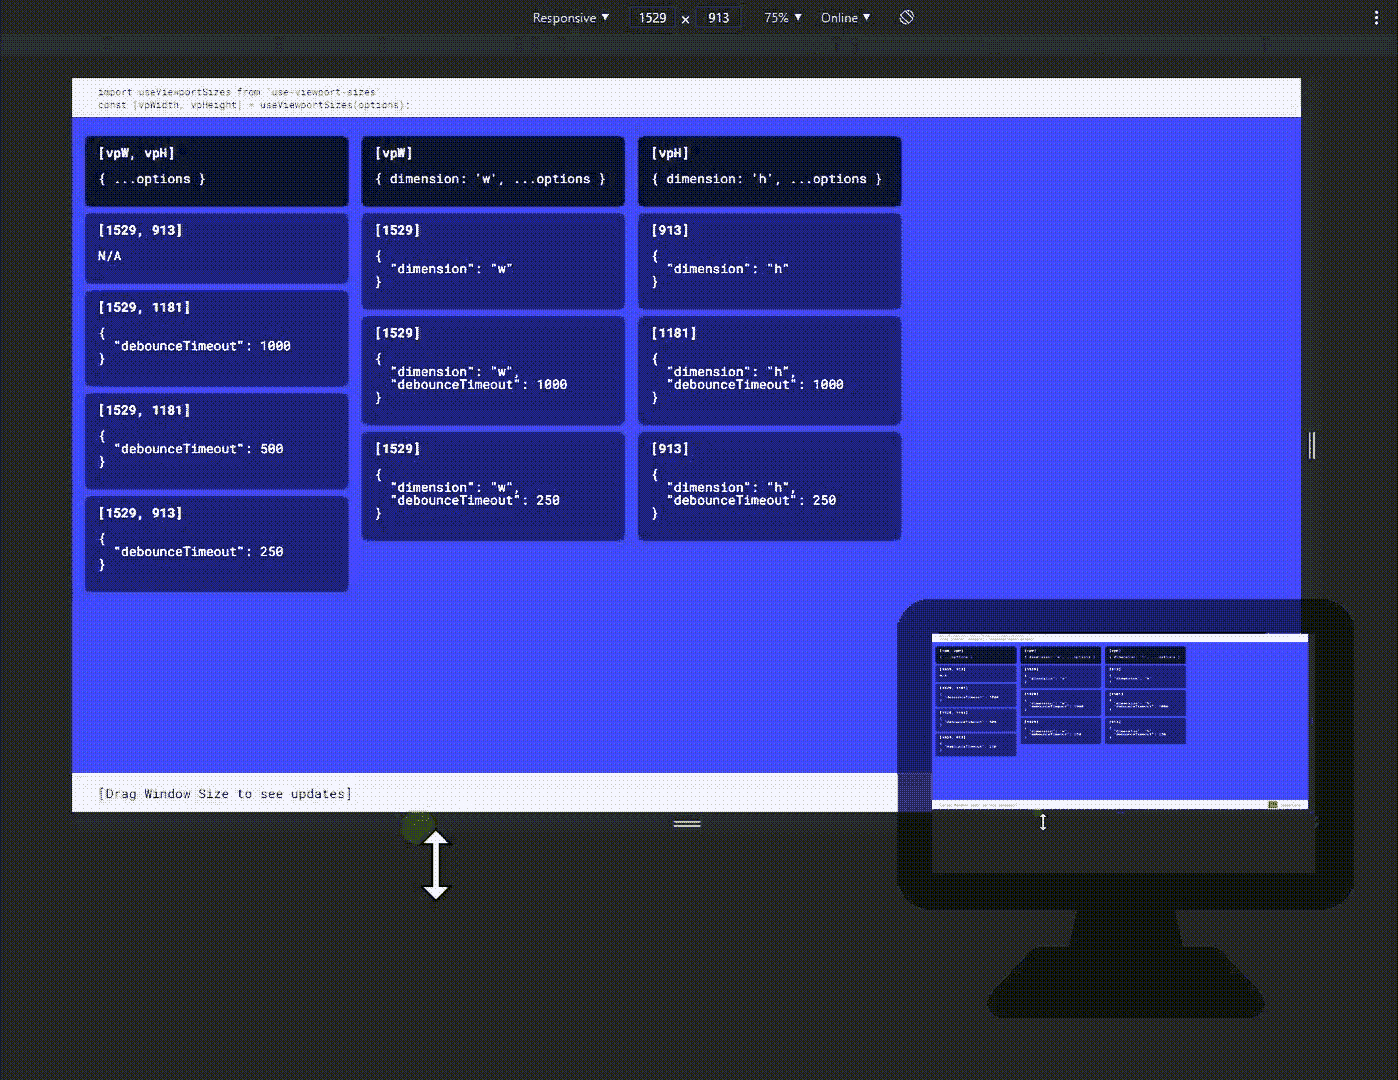 Responsive ▼ 1529 x 913 75% ▼ Online ▼
import useViewportSizes from 'use-viewport-sizes'
const [vpWidth, vpHeight] = useViewportSizes(options);
[vpW, vpH]
{ ...options }
[1529, 913]
N/A
[1529, 1181]
{
"debounceTimeout": 1000
}
[1529, 1181]
{
"debounceTimeout": 500
}
[1529, 913]
{
"debounceTimeout": 250
}
[vpW]
{ dimension: 'w', ...options }
[1529]
{
"dimension": "w"
}
[1529]
{
"dimension": "w",
"debounceTimeout": 1000
}
[1529]
{
"dimension": "w",
"debounceTimeout": 250
}
[vpH]
{ dimension: 'h', ...options }
[913]
{
"dimension": "h"
}
[1181]
{
"dimension": "h",
"debounceTimeout": 1000
}
[913]
{
"dimension": "h",
"debounceTimeout": 250
}
[Drag Window Size to see updates]